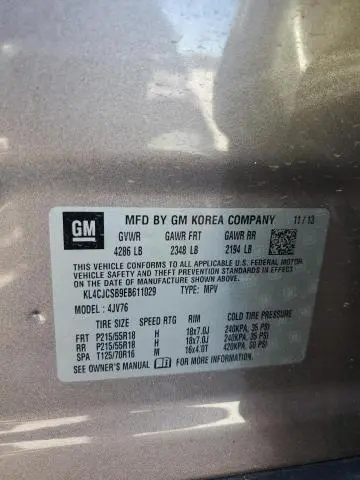 GM
MFD BY GM KOREA COMPANY 11/13
GVWR GAWR FRT GAWR RR
4286 LB 2348 LB 2194 LB
THIS VEHICLE CONFORMS TO ALL APPLICABLE U.S. FEDERAL MOTOR
VEHICLE SAFETY, BUMPER, AND THEFT PREVENTION STANDARDS IN EFFECT
ON THE DATE OF MANUFACTURE SHOWN ABOVE.
KL4CJCSB9EB611029 TYPE: MPV
MODEL: 4JV76
SPEED RTG RIM COLD TIRE PRESSURE
FRT P215/55R18 H 18x7.0J 240KPA, 35 PSI
RR P215/55R18 H 18x7.0J 240KPA, 35 PSI
SPA T125/70R16 M 16x4.0T 420KPA, 60 PSI
SEE OWNER'S MANUAL FOR MORE INFORMATION.